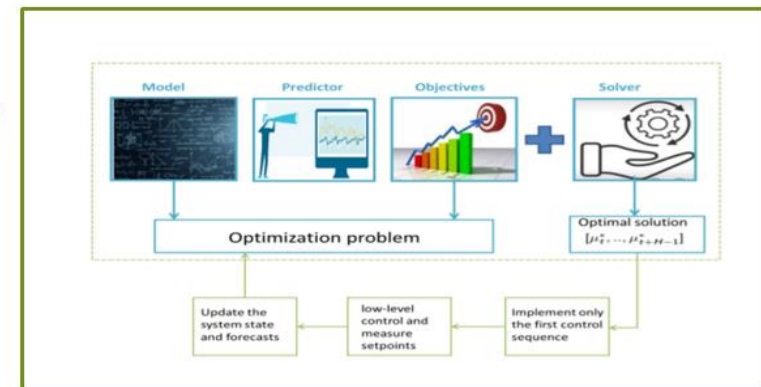 Model
Predictor
Objectives
Solver
Optimization problem
Optimal solution
[μ*t, ..., μ*t+H−1]
Update the
system state
and forecasts
low-level
control and
measure
setpoints
Implement only
the first control
sequence